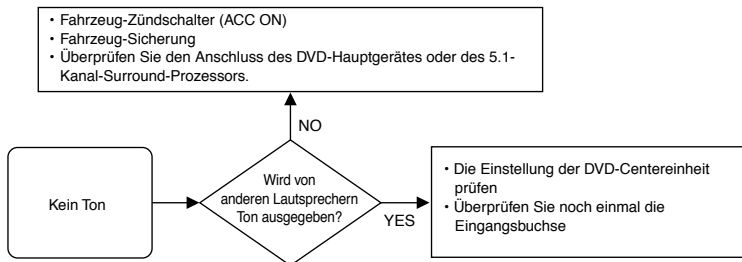 • Fahrzeug-Zündschalter (ACC ON)
• Fahrzeug-Sicherung
• Überprüfen Sie den Anschluss des DVD-Hauptgerätes oder des 5.1-
Kanal-Surround-Prozessors.
NO
Kein Ton
Wird von
anderen Lautsprechern
Ton ausgegeben?
YES
• Die Einstellung der DVD-Centereinheit
prüfen
• Überprüfen Sie noch einmal die
Eingangsbuchse